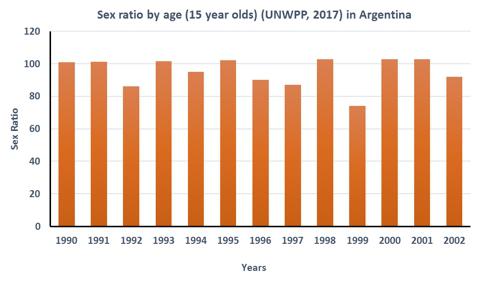 Sex ratio by age (15 year olds) (UNWPP, 2017) in Argentina
120
100
80
60
40
20
0
Sex Ratio
1990 1991 1992 1993 1994 1995 1996 1997 1998 1999 2000 2001 2002
Years